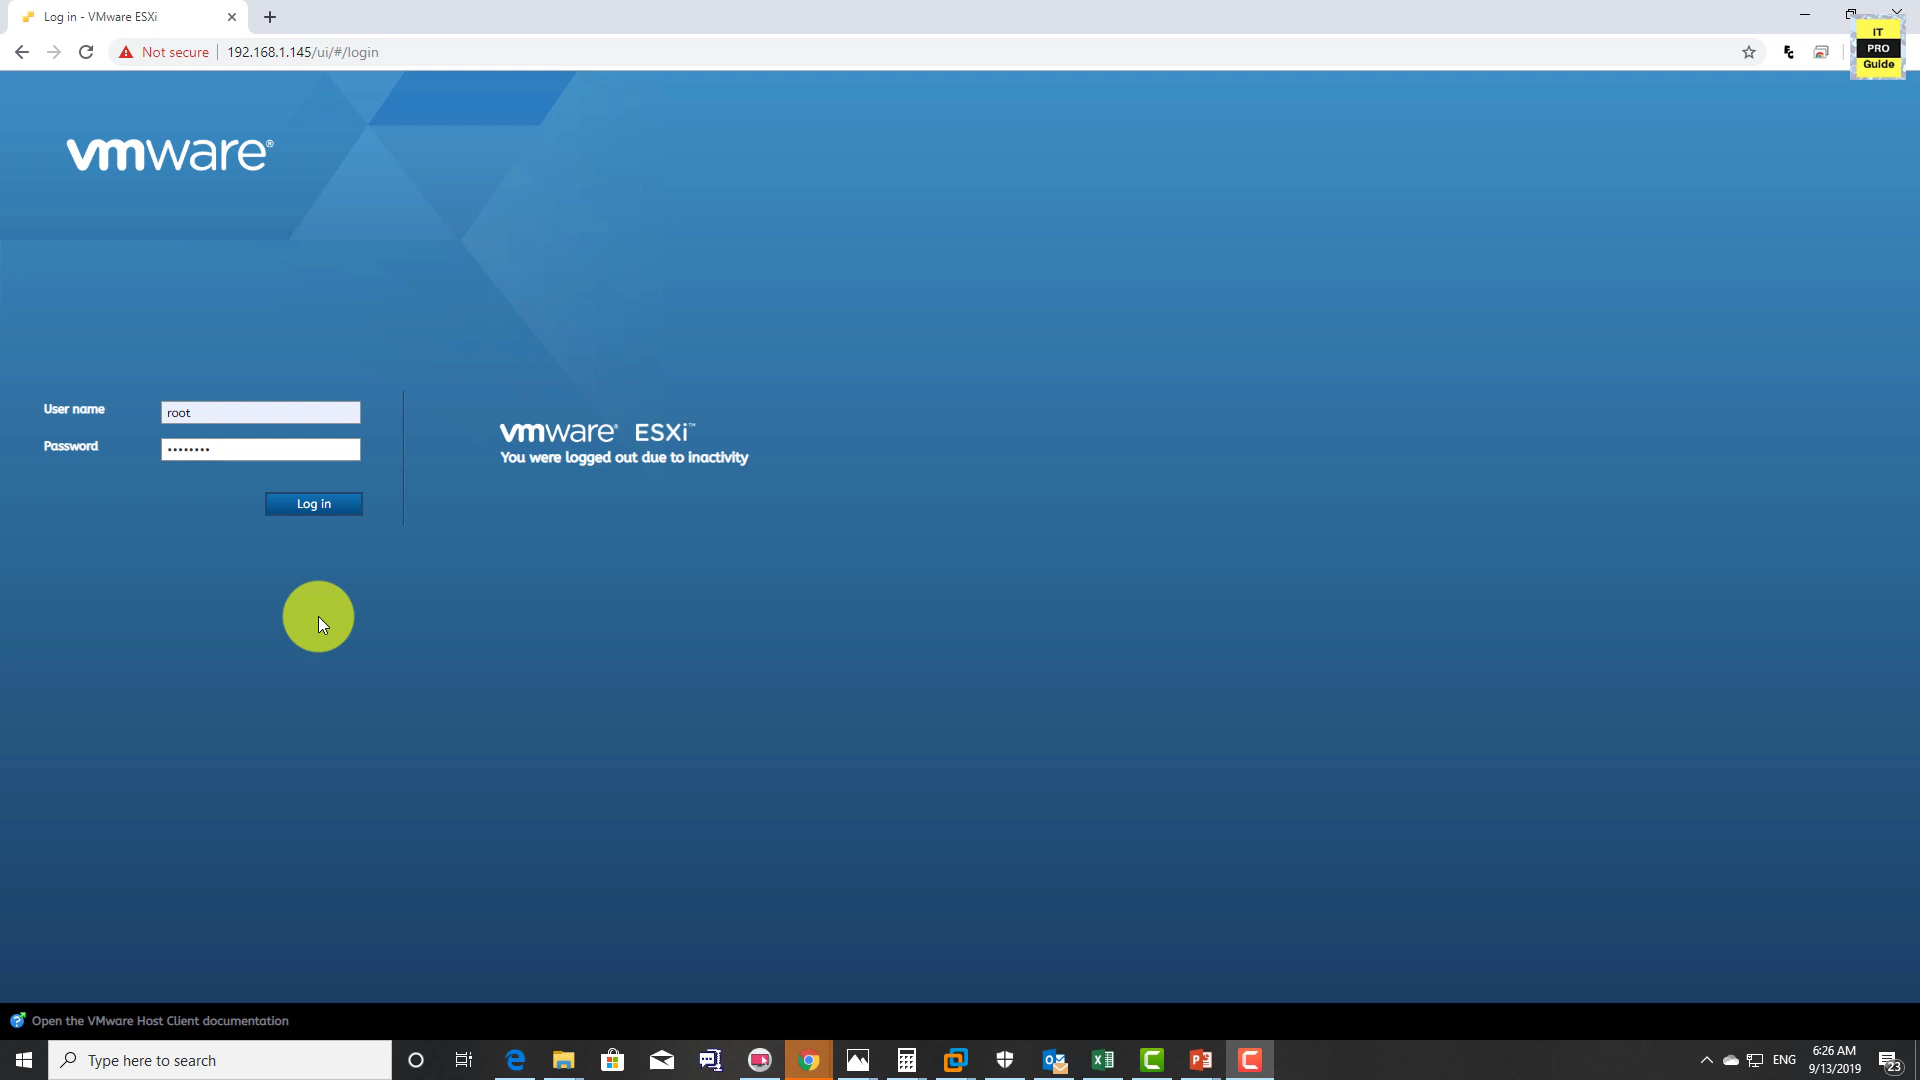 Log in - VMware ESXi
Not secure
192.168.1.145/ui/#/login
IT
PRO
Guide
vmware®
User name
root
Password
••••••••
Log in
vmware® ESXi™
You were logged out due to inactivity
Open the VMware Host Client documentation
Type here to search
ENG
6:26 AM
9/13/2019
23